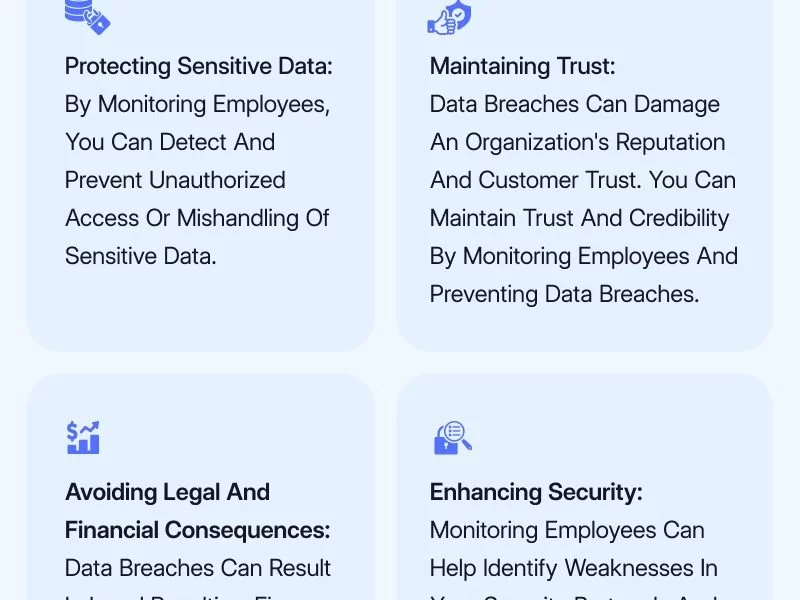 Protecting Sensitive Data:
By Monitoring Employees,
You Can Detect And
Prevent Unauthorized
Access Or Mishandling Of
Sensitive Data.
Maintaining Trust:
Data Breaches Can Damage
An Organization's Reputation
And Customer Trust. You Can
Maintain Trust And Credibility
By Monitoring Employees And
Preventing Data Breaches.
Avoiding Legal And
Financial Consequences:
Data Breaches Can Result
Enhancing Security:
Monitoring Employees Can
Help Identify Weaknesses In